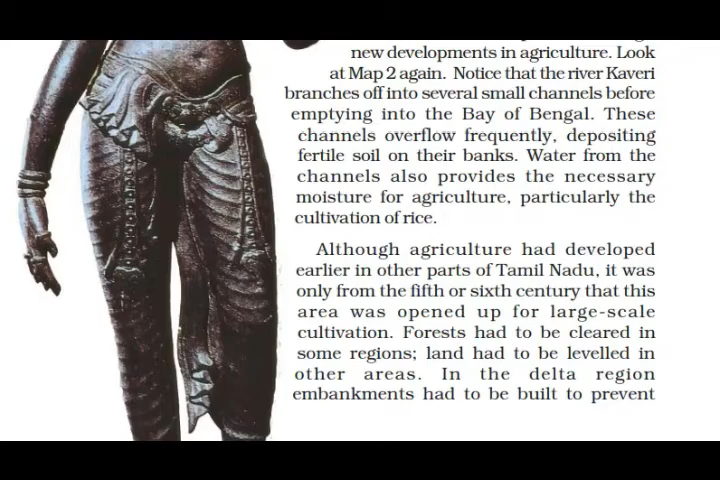 new developments in agriculture. Look
at Map 2 again. Notice that the river Kaveri
branches off into several small channels before
emptying into the Bay of Bengal. These
channels overflow frequently, depositing
fertile soil on their banks. Water from the
channels also provides the necessary
moisture for agriculture, particularly the
cultivation of rice.
Although agriculture had developed
earlier in other parts of Tamil Nadu, it was
only from the fifth or sixth century that this
area was opened up for large-scale
cultivation. Forests had to be cleared in
some regions; land had to be levelled in
other areas. In the delta region
embankments had to be built to prevent